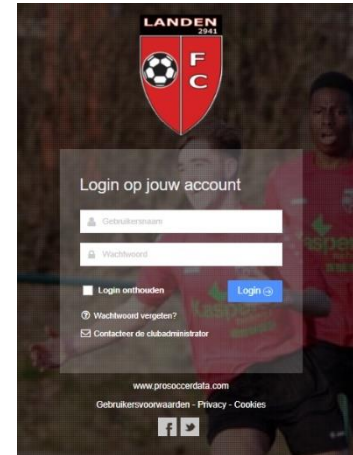 LANDEN
2941
F
C
Login op jouw account
Gebruikersnaam
Wachtwoord
Login onthouden
Login
Wachtwoord vergeten?
Contacteer de clubadministrator
www.prosoccerdata.com
Gebruikersvoorwaarden - Privacy - Cookies